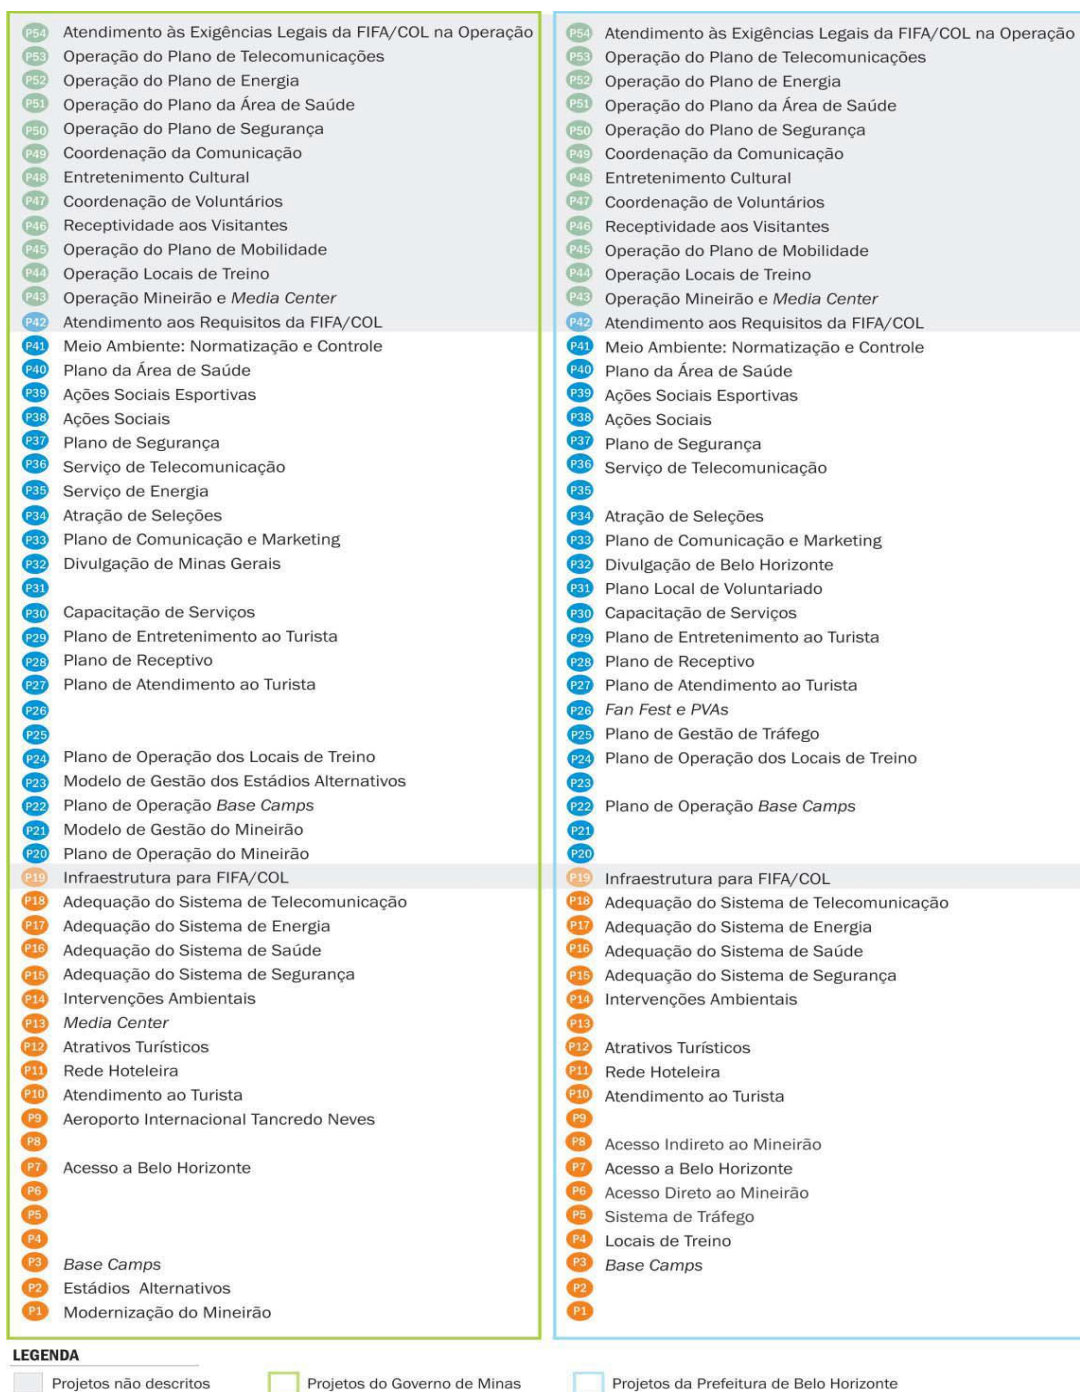 P54 Atendimento às Exigências Legais da FIFA/COL na Operação
P53 Operação do Plano de Telecomunicações
P52 Operação do Plano de Energia
P51 Operação do Plano da Área de Saúde
P50 Operação do Plano de Segurança
P49 Coordenação da Comunicação
P48 Entretenimento Cultural
P47 Coordenação de Voluntários
P46 Receptividade aos Visitantes
P45 Operação do Plano de Mobilidade
P44 Operação Locais de Treino
P43 Operação Mineirão e Media Center
P42 Atendimento aos Requisitos da FIFA/COL
P41 Meio Ambiente: Normatização e Controle
P40 Plano da Área de Saúde
P39 Ações Sociais Esportivas
P38 Ações Sociais
P37 Plano de Segurança
P36 Serviço de Telecomunicação
P35 Serviço de Energia
P34 Atração de Seleções
P33 Plano de Comunicação e Marketing
P32 Divulgação de Minas Gerais
P31
P30 Capacitação de Serviços
P29 Plano de Entretenimento ao Turista
P28 Plano de Receptivo
P27 Plano de Atendimento ao Turista
P26
P25
P24 Plano de Operação dos Locais de Treino
P23 Modelo de Gestão dos Estádios Alternativos
P22 Plano de Operação Base Camps
P21 Modelo de Gestão do Mineirão
P20 Plano de Operação do Mineirão
P19 Infraestrutura para FIFA/COL
P18 Adequação do Sistema de Telecomunicação
P17 Adequação do Sistema de Energia
P16 Adequação do Sistema de Saúde
P15 Adequação do Sistema de Segurança
P14 Intervenções Ambientais
P13 Media Center
P12 Atrativos Turísticos
P11 Rede Hoteleira
P10 Atendimento ao Turista
P9 Aeroporto Internacional Tancredo Neves
P8
P7 Acesso a Belo Horizonte
P6
P5
P4
P3 Base Camps
P2 Estádios Alternativos
P1 Modernização do Mineirão
P54 Atendimento às Exigências Legais da FIFA/COL na Operação
P53 Operação do Plano de Telecomunicações
P52 Operação do Plano de Energia
P51 Operação do Plano da Área de Saúde
P50 Operação do Plano de Segurança
P49 Coordenação da Comunicação
P48 Entretenimento Cultural
P47 Coordenação de Voluntários
P46 Receptividade aos Visitantes
P45 Operação do Plano de Mobilidade
P44 Operação Locais de Treino
P43 Operação Mineirão e Media Center
P42 Atendimento aos Requisitos da FIFA/COL
P41 Meio Ambiente: Normatização e Controle
P40 Plano da Área de Saúde
P39 Ações Sociais Esportivas
P38 Ações Sociais
P37 Plano de Segurança
P36 Serviço de Telecomunicação
P35
P34 Atração de Seleções
P33 Plano de Comunicação e Marketing
P32 Divulgação de Belo Horizonte
P31 Plano Local de Voluntariado
P30 Capacitação de Serviços
P29 Plano de Entretenimento ao Turista
P28 Plano de Receptivo
P27 Plano de Atendimento ao Turista
P26 Fan Fest e PVAs
P25 Plano de Gestão de Tráfego
P24 Plano de Operação dos Locais de Treino
P23
P22 Plano de Operação Base Camps
P21
P20
P19 Infraestrutura para FIFA/COL
P18 Adequação do Sistema de Telecomunicação
P17 Adequação do Sistema de Energia
P16 Adequação do Sistema de Saúde
P15 Adequação do Sistema de Segurança
P14 Intervenções Ambientais
P13
P12 Atrativos Turísticos
P11 Rede Hoteleira
P10 Atendimento ao Turista
P9
P8 Acesso Indireto ao Mineirão
P7 Acesso a Belo Horizonte
P6 Acesso Direto ao Mineirão
P5 Sistema de Tráfego
P4 Locais de Treino
P3 Base Camps
P2
P1
LEGENDA
Projetos não descritos
Projetos do Governo de Minas
Projetos da Prefeitura de Belo Horizonte